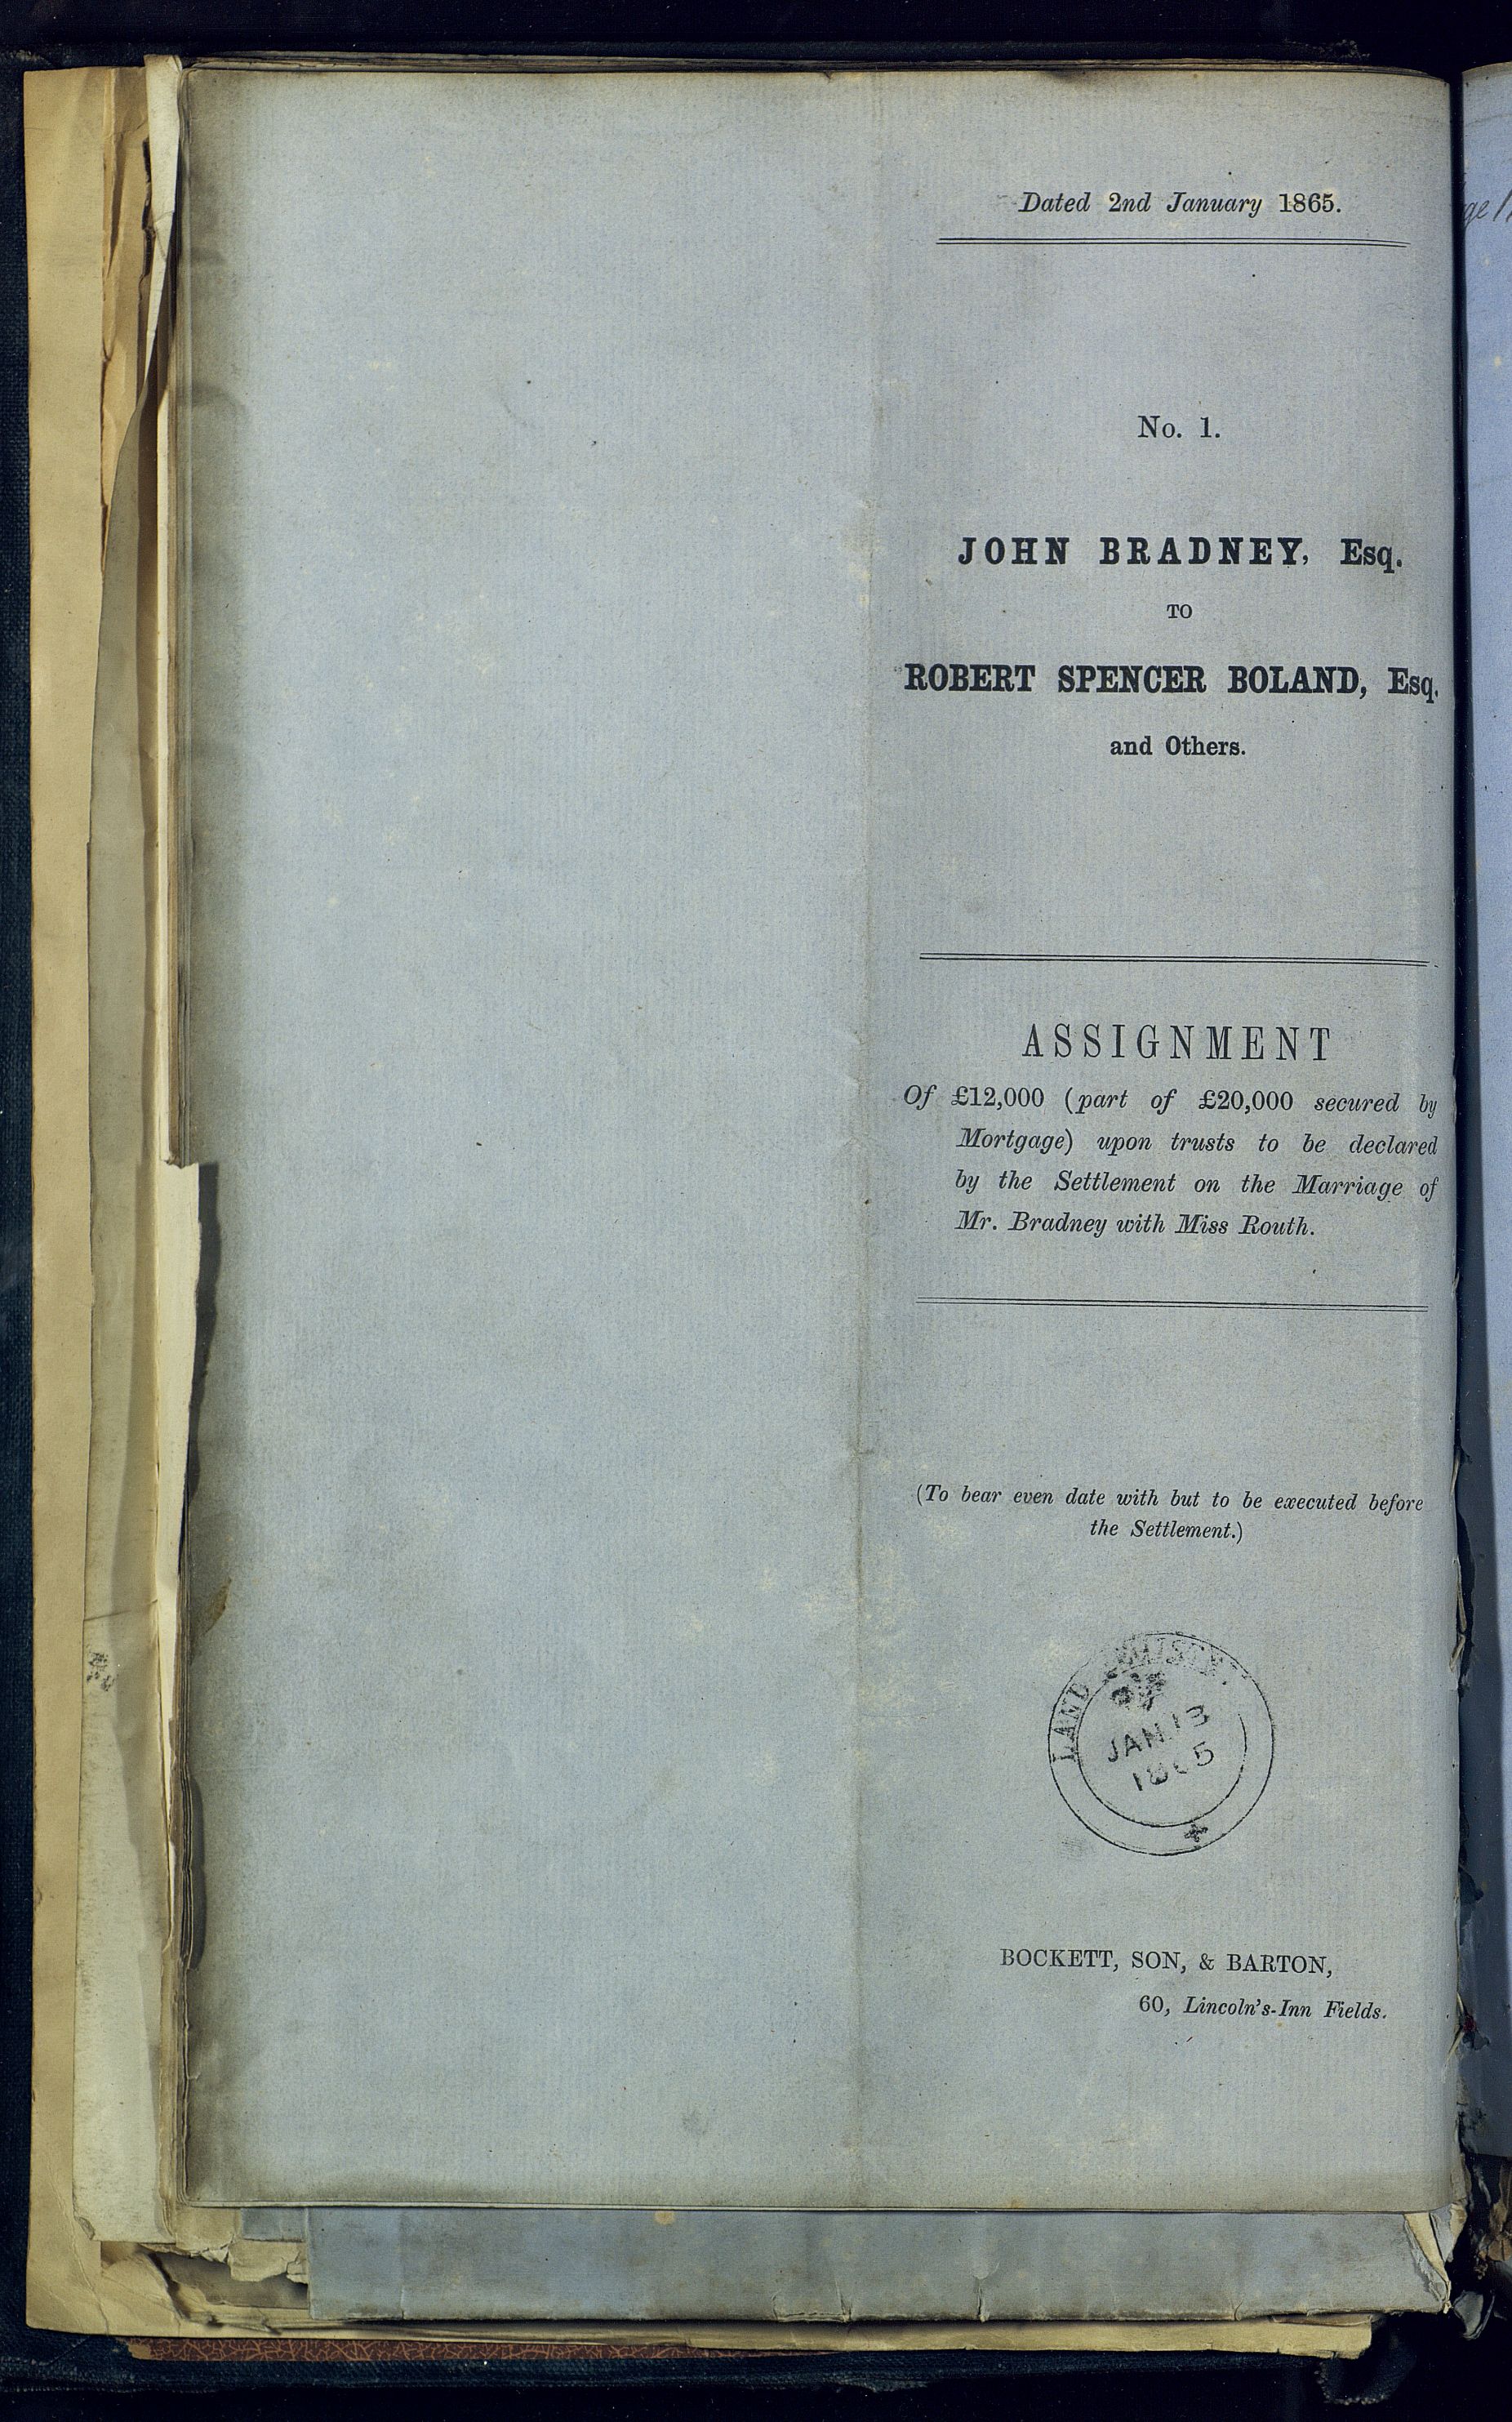 Dated 2nd January 1865.
No. 1.
JOHN BRADNEY, Esq.
TO
ROBERT SPENCER BOLAND, Esq.
and Others.
ASSIGNMENT
Of £12,000 (part of £20,000 secured by
Mortgage) upon trusts to be declared
by the Settlement on the Marriage of
Mr. Bradney with Miss Routh.
(To bear even date with but to be executed before
the Settlement.)
LAND
JAN 13
BOCKETT, SON, & BARTON,
60, Lincoln's-Inn Fields.